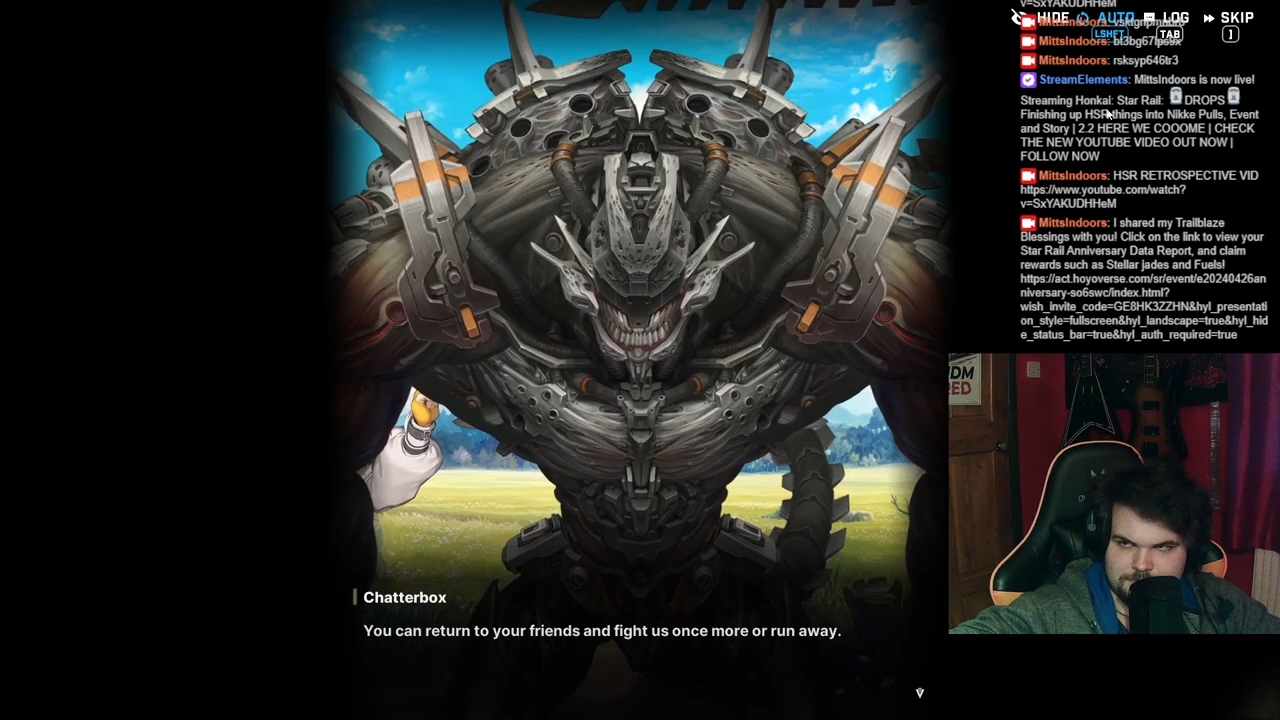 HIDE AUTO LOG SKIP
LSHFT TAB ]
MittsIndoors:
MittsIndoors: bl3bg67lps9x
MittsIndoors: rsksyp646tr3
StreamElements: MittsIndoors is now live!
Streaming Honkai: Star Rail: DROPS
Finishing up HSR things into Nikke Pulls, Event
and Story | 2.2 HERE WE COOOME | CHECK
THE NEW YOUTUBE VIDEO OUT NOW |
FOLLOW NOW
MittsIndoors: HSR RETROSPECTIVE VID
https://www.youtube.com/watch?
v=SxYAKUDHHeM
MittsIndoors: I shared my Trailblaze
Blessings with you! Click on the link to view your
Star Rail Anniversary Data Report, and claim
rewards such as Stellar jades and Fuels!
https://act.hoyoverse.com/sr/event/e20240426an
niversary-so6swc/index.html?
wish_invite_code=GE8HK3ZZHN&hyl_presentati
on_style=fullscreen&hyl_landscape=true&hyl_hid
e_status_bar=true&hyl_auth_required=true
Chatterbox
You can return to your friends and fight us once more or run away.